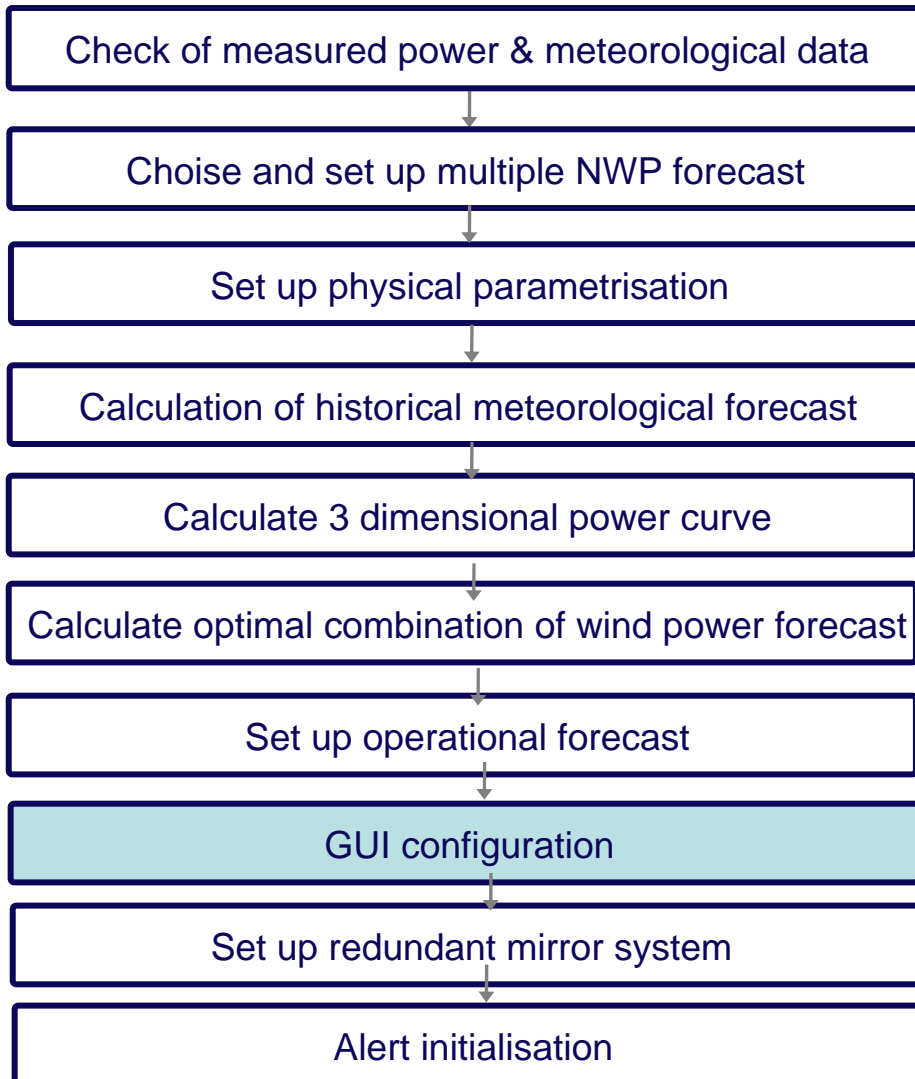 Check of measured power & meteorological data
Choise and set up multiple NWP forecast
Set up physical parametrisation
Calculation of historical meteorological forecast
Calculate 3 dimensional power curve
Calculate optimal combination of wind power forecast
Set up operational forecast
GUI configuration
Set up redundant mirror system
Alert initialisation